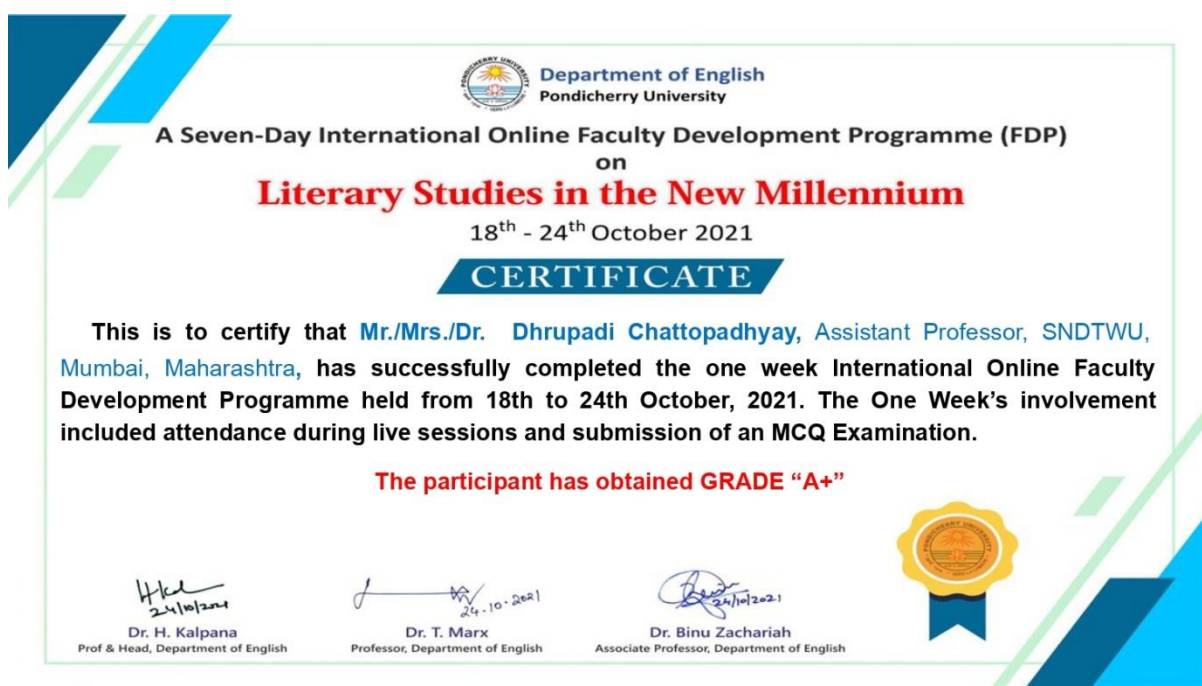 Department of English
Pondicherry University
A Seven-Day International Online Faculty Development Programme (FDP)
on
Literary Studies in the New Millennium
18th - 24th October 2021
CERTIFICATE
This is to certify that Mr./Mrs./Dr. Dhrupadi Chattopadhyay, Assistant Professor, SNDTWU,
Mumbai, Maharashtra, has successfully completed the one week International Online Faculty
Development Programme held from 18th to 24th October, 2021. The One Week’s involvement
included attendance during live sessions and submission of an MCQ Examination.
The participant has obtained GRADE “A+”
PONDICHERRY UNIVERSITY
24/10/2021
24-10-2021
24/10/2021
Dr. H. Kalpana
Prof & Head, Department of English
Dr. T. Marx
Professor, Department of English
Dr. Binu Zachariah
Associate Professor, Department of English